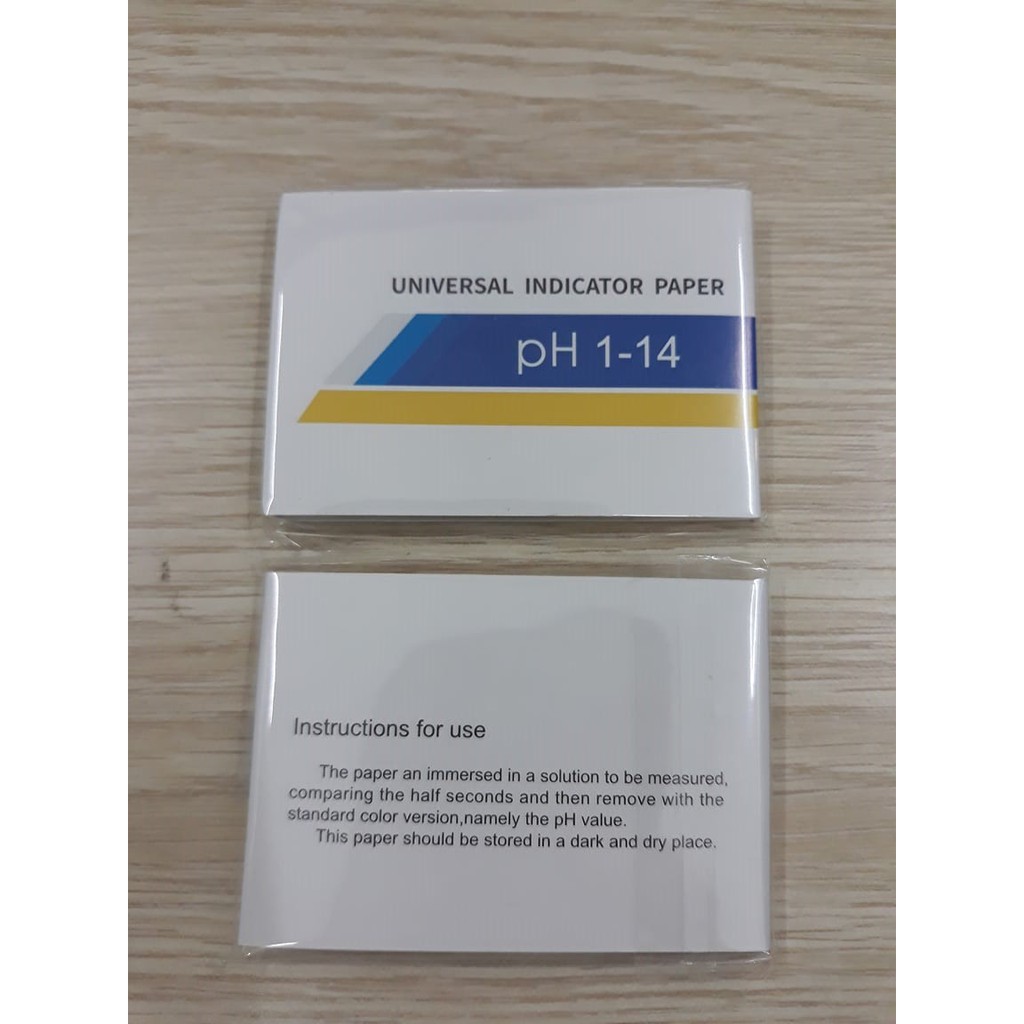 UNIVERSAL INDICATOR PAPER
pH 1-14
Instructions for use
The paper an immersed in a solution to be measured,
comparing the half seconds and then remove with the
standard color version,namely the pH value.
This paper should be stored in a dark and dry place.